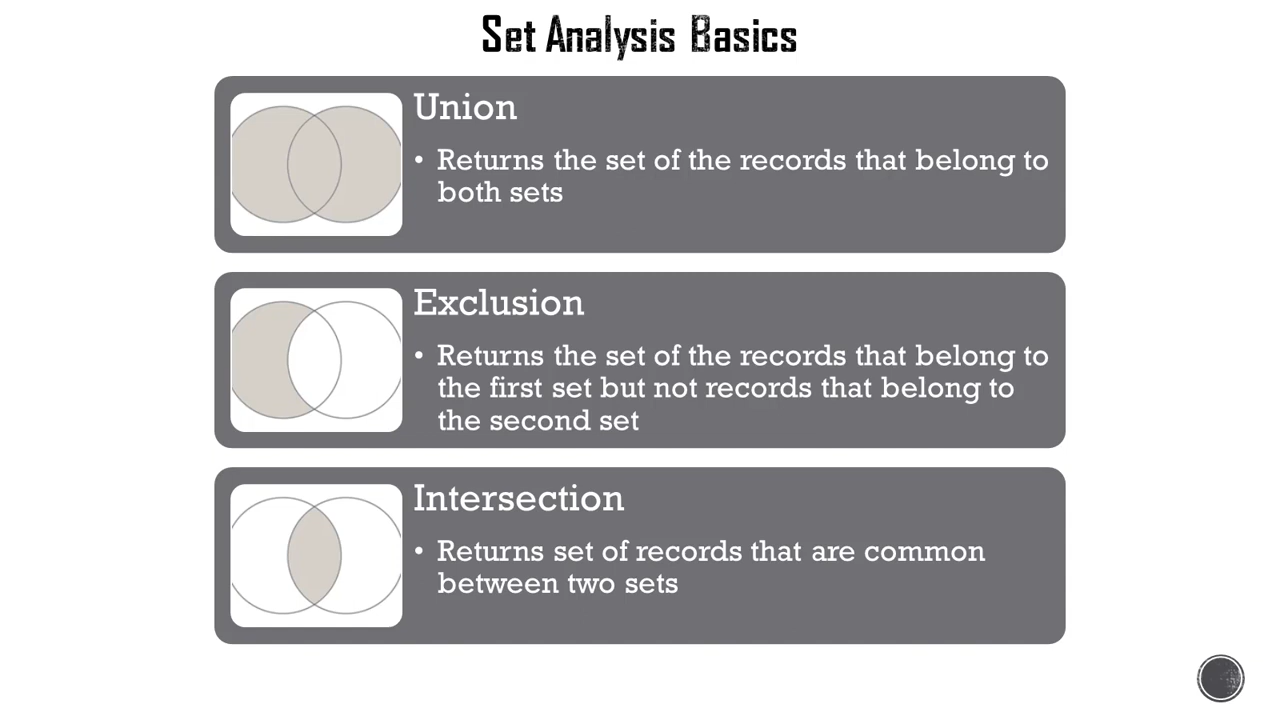 Set Analysis Basics
Union
• Returns the set of the records that belong to
both sets
Exclusion
• Returns the set of the records that belong to
the first set but not records that belong to
the second set
Intersection
• Returns set of records that are common
between two sets